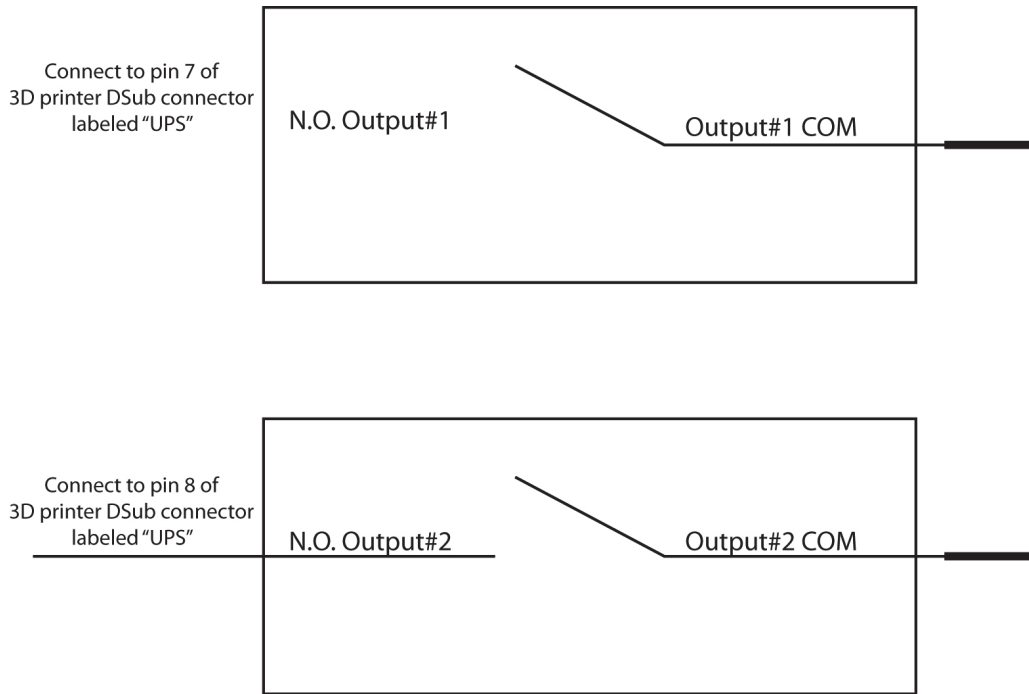 Connect to pin 7 of
3D printer DSub connector
labeled “UPS”
N.O. Output#1
Output#1 COM
Connect to pin 8 of
3D printer DSub connector
labeled “UPS”
N.O. Output#2
Output#2 COM